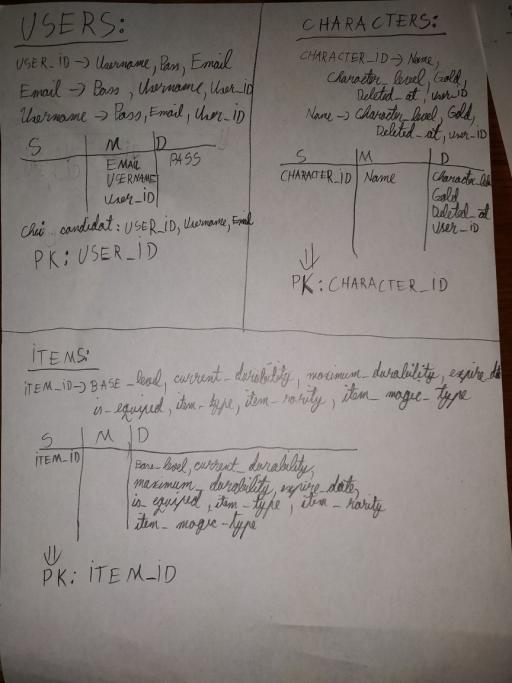 USERS:
USER_ID → Username, Pass, Email
Email → Pass, Username, User_ID
Username → Pass, Email, User_ID
S M D
EMAIL PASS
USERNAME
User_ID
Chei candidat: USER_ID, Username, Email
PK: USER_ID
CHARACTERS:
CHARACTER_ID → Name,
Character_level, Gold,
Deleted_at, user_ID
Name → Character_level, Gold,
Deleted_at, user_ID
S M D
CHARACTER_ID Name Character_level
Gold
Deleted_at
User_ID
⇓
PK: CHARACTER_ID
iTEMS:
iTEM_iD → BASE_level, current_durability, maximum_durability, expire_date
is_equiped, item_type, item_rarity, item_magic_type
S M D
iTEM_iD Base_level, current_durability,
maximum_durability, expire_date,
is_equiped, item_type, item_rarity
item_magic_type
⇓
PK: iTEM_iD